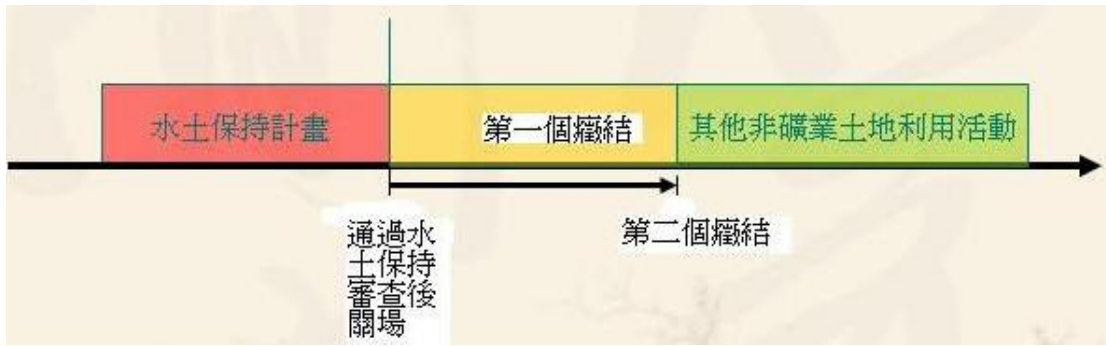 水土保持計畫
第一個癥結
其他非礦業土地利用活動
通過水
土保持
審查後
關場
第二個癥結